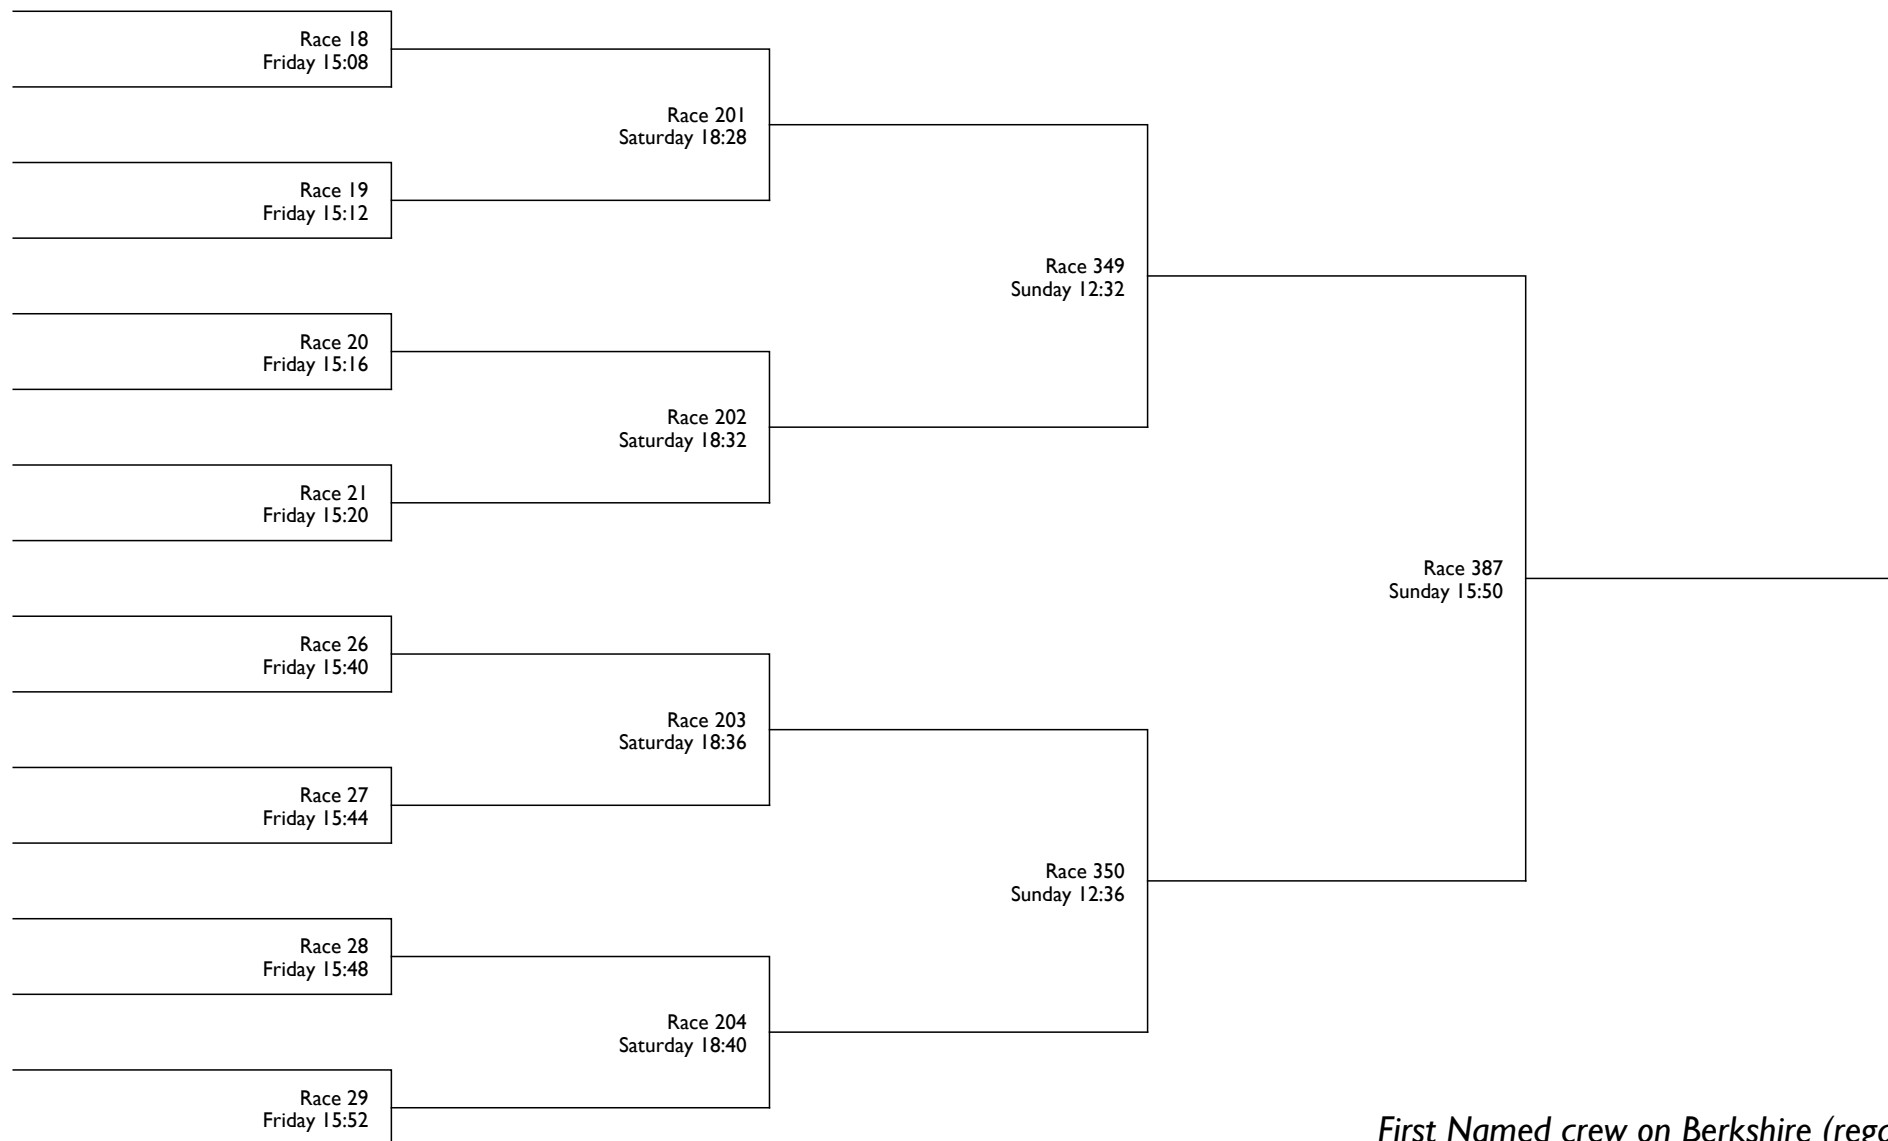 Race 18
Friday 15:08
Race 201
Saturday 18:28
Race 19
Friday 15:12
Race 349
Sunday 12:32
Race 20
Friday 15:16
Race 202
Saturday 18:32
Race 21
Friday 15:20
Race 387
Sunday 15:50
Race 26
Friday 15:40
Race 203
Saturday 18:36
Race 27
Friday 15:44
Race 350
Sunday 12:36
Race 28
Friday 15:48
Race 204
Saturday 18:40
Race 29
Friday 15:52
First Named crew on Berkshire